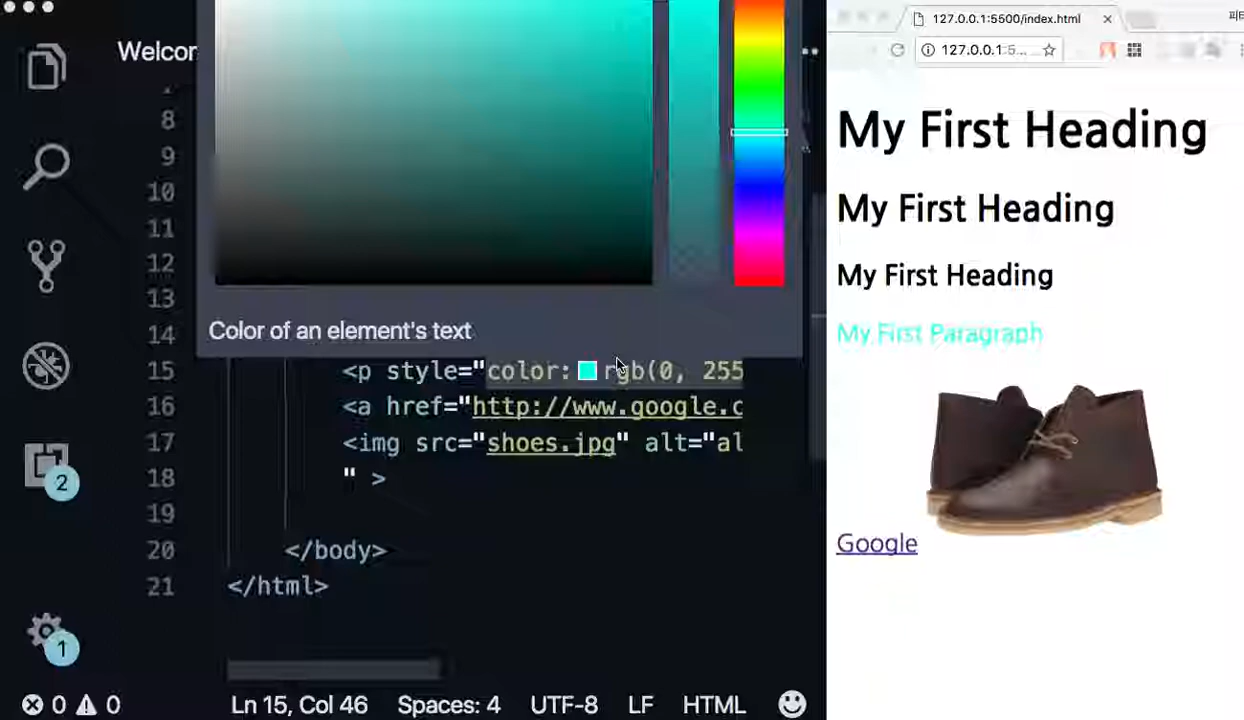 Welcom
8
9
10
11
12
13
14
Color of an element's text
15 <p style="color: rgb(0, 255
16 <a href="http://www.google.c
17 <img src="shoes.jpg" alt="al
18 " >
19
20 </body>
21 </html>
2
1
0 0 Ln 15, Col 46 Spaces: 4 UTF-8 LF HTML
127.0.0.1:5500/index.html
127.0.0.1:5...
My First Heading
My First Heading
My First Heading
My First Paragraph
Google